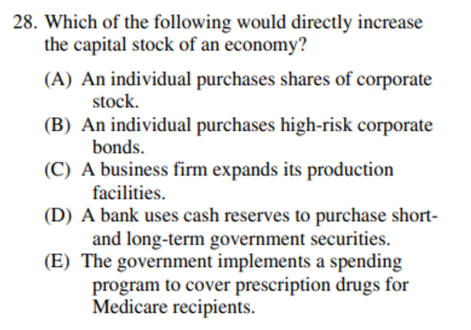 28. Which of the following would directly increase
the capital stock of an economy?
(A) An individual purchases shares of corporate
stock.
(B) An individual purchases high-risk corporate
bonds.
(C) A business firm expands its production
facilities.
(D) A bank uses cash reserves to purchase short-
and long-term government securities.
(E) The government implements a spending
program to cover prescription drugs for
Medicare recipients.